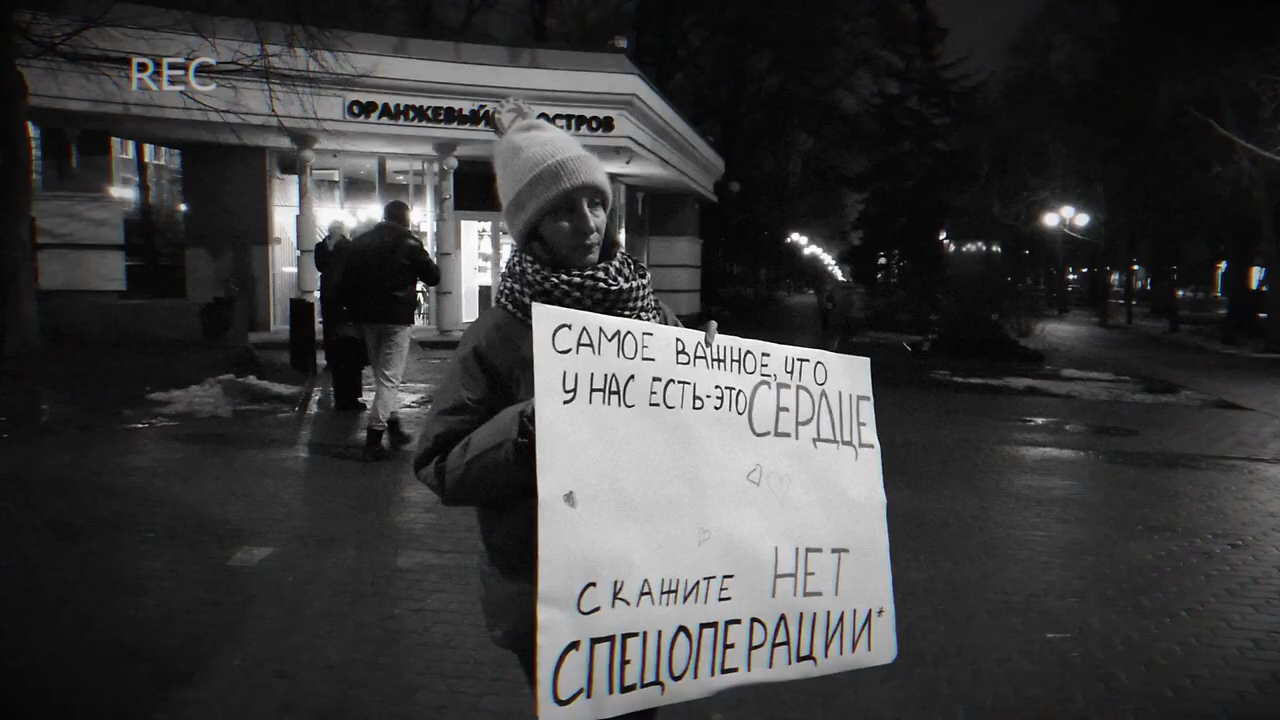 REC
ОРАНЖЕВЫЙ ОСТРОВ
САМОЕ ВАЖНОЕ, ЧТО
У НАС ЕСТЬ-ЭТО СЕРДЦЕ
СКАЖИТЕ НЕТ
СПЕЦОПЕРАЦИИ*